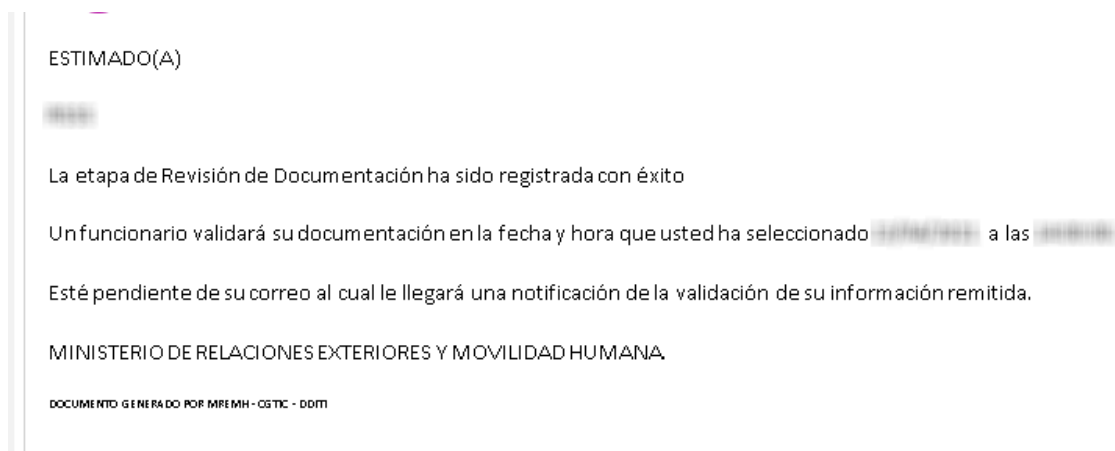 ESTIMADO(A)
La etapa de Revisión de Documentación ha sido registrada con éxito
Un funcionario validará su documentación en la fecha y hora que usted ha seleccionado a las
Esté pendiente de su correo al cual le llegará una notificación de la validación de su información remitida.
MINISTERIO DE RELACIONES EXTERIORES Y MOVILIDAD HUMANA.
DOCUMENTO GENERADO POR MREMH - CGTIC - DDITI